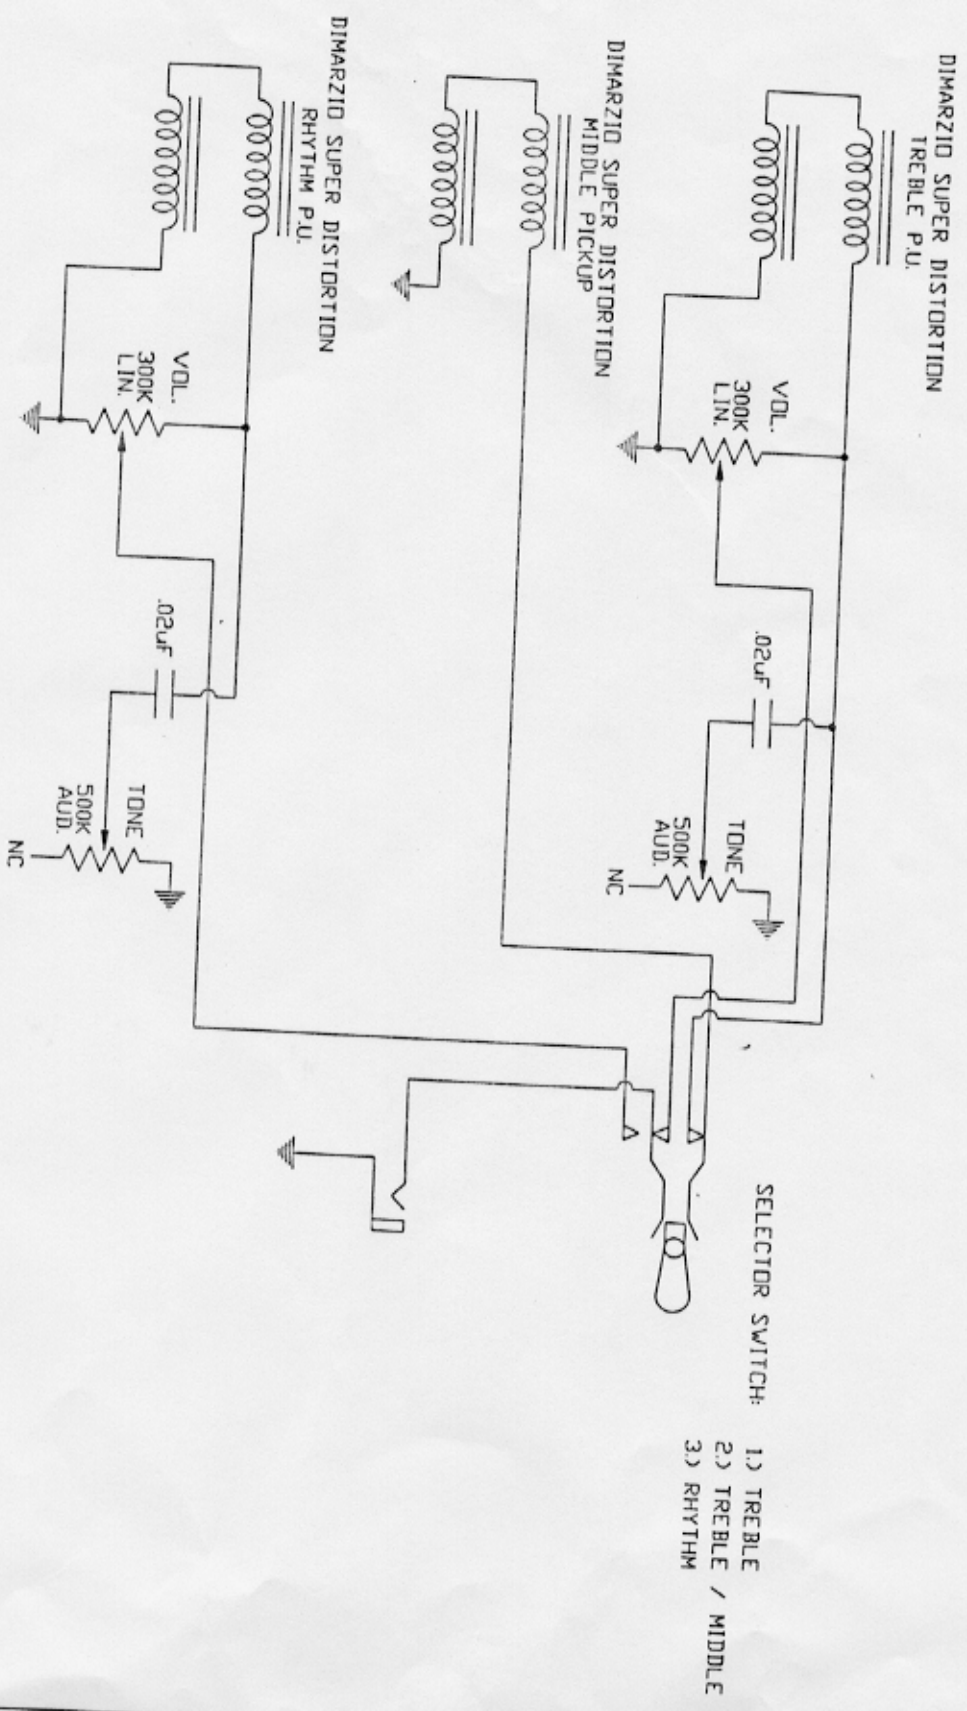 DIMARZIO SUPER DISTORTION
TREBLE P.U.
VOL.
300K
LIN.
.02uF
TONE
500K
AUD.
NC
DIMARZIO SUPER DISTORTION
MIDDLE PICKUP
SELECTOR SWITCH:
1.) TREBLE
2.) TREBLE / MIDDLE
3.) RHYTHM
DIMARZIO SUPER DISTORTION
RHYTHM P.U.
VOL.
300K
LIN.
.02uF
TONE
500K
AUD.
NC